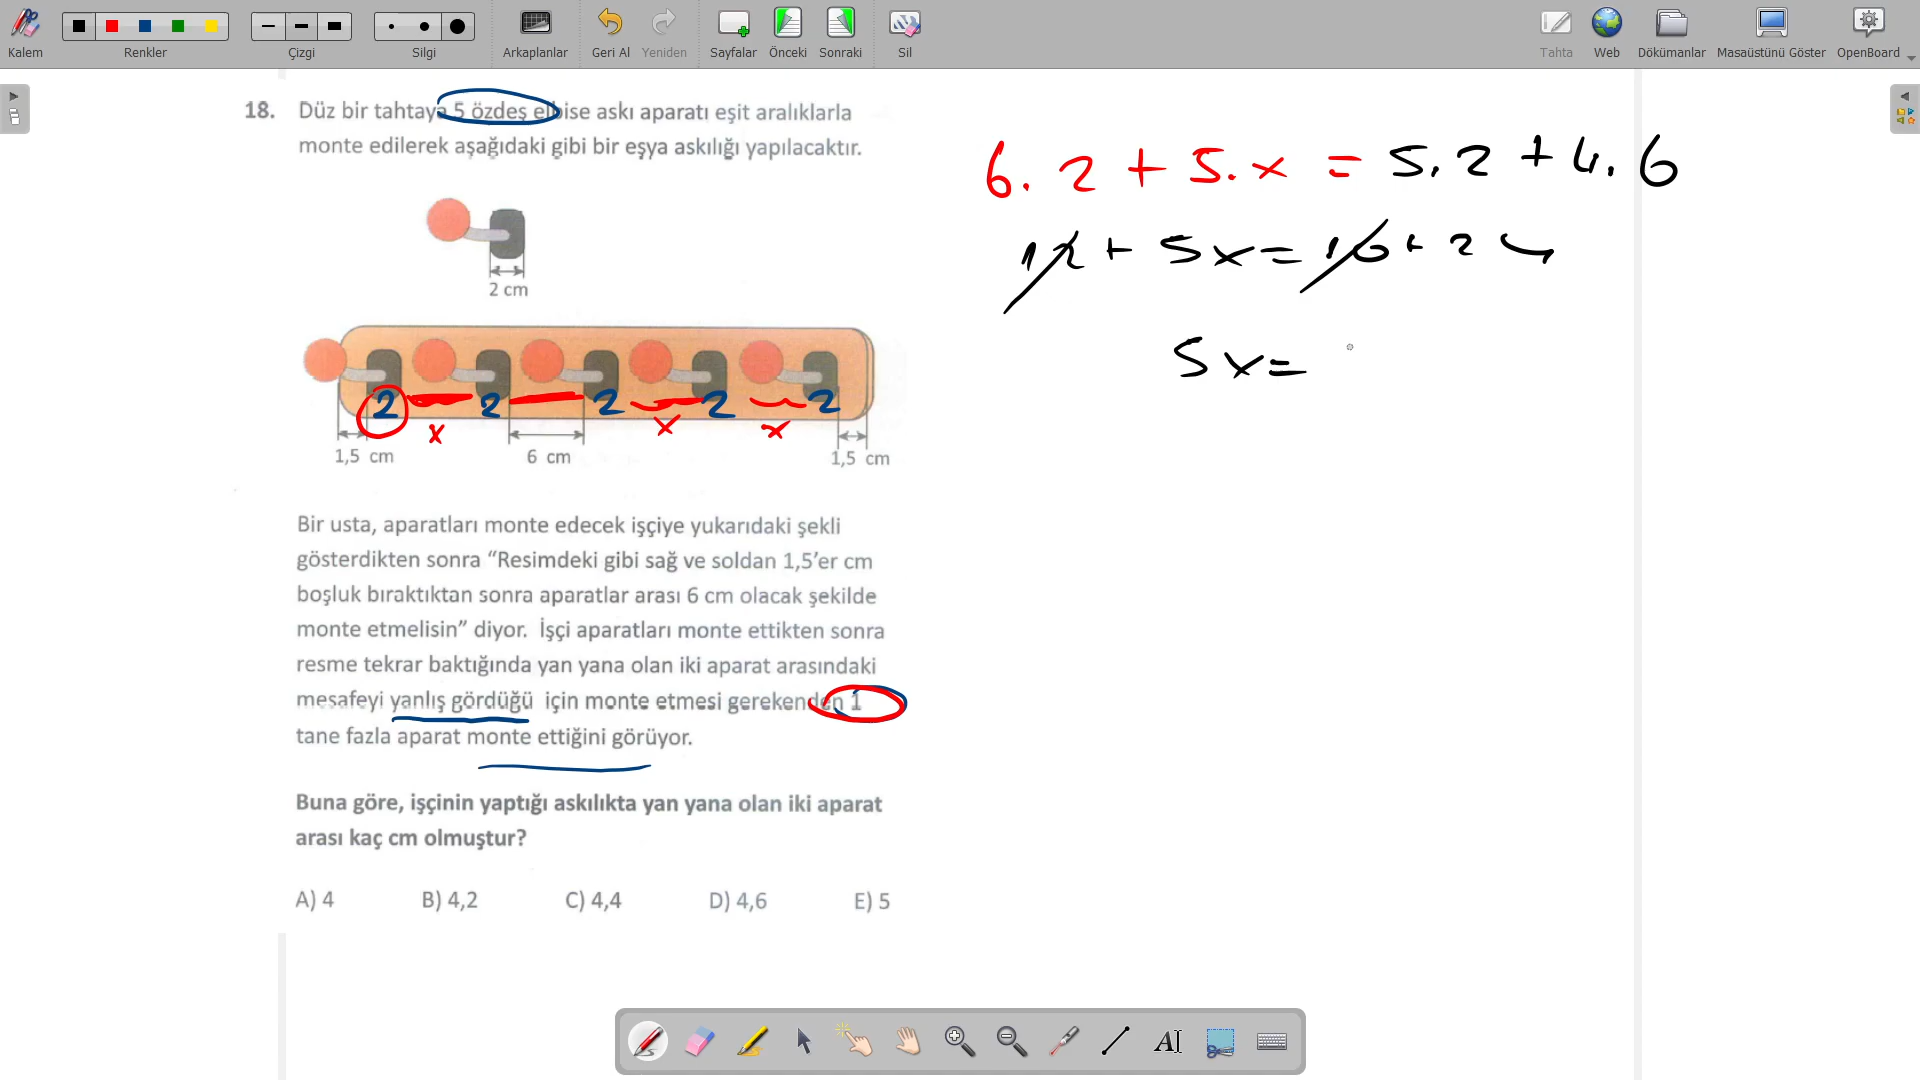 Kalem
Renkler
Çizgi
Silgi
Arkaplanlar
Geri Al
Yeniden
Sayfalar
Önceki
Sonraki
Sil
Tahta
Web
Dökümanlar
Masaüstünü Göster
OpenBoard
18. Düz bir tahtaya 5 özdeş elbise askı aparatı eşit aralıklarla
monte edilerek aşağıdaki gibi bir eşya askılığı yapılacaktır.
2 cm
2 2 2 2 2
x x x
1,5 cm 6 cm 1,5 cm
Bir usta, aparatları monte edecek işçiye yukarıdaki şekli
gösterdikten sonra “Resimdeki gibi sağ ve soldan 1,5’er cm
boşluk bıraktıktan sonra aparatlar arası 6 cm olacak şekilde
monte etmelisin” diyor. İşçi aparatları monte ettikten sonra
resme tekrar baktığında yan yana olan iki aparat arasındaki
mesafeyi yanlış gördüğü için monte etmesi gerekenden 1
tane fazla aparat monte ettiğini görüyor.
Buna göre, işçinin yaptığı askılıkta yan yana olan iki aparat
arası kaç cm olmuştur?
A) 4 B) 4,2 C) 4,4 D) 4,6 E) 5
6. 2 + 5. x = 5. 2 + 4. 6
12 + 5x = 10 + 24
5x =